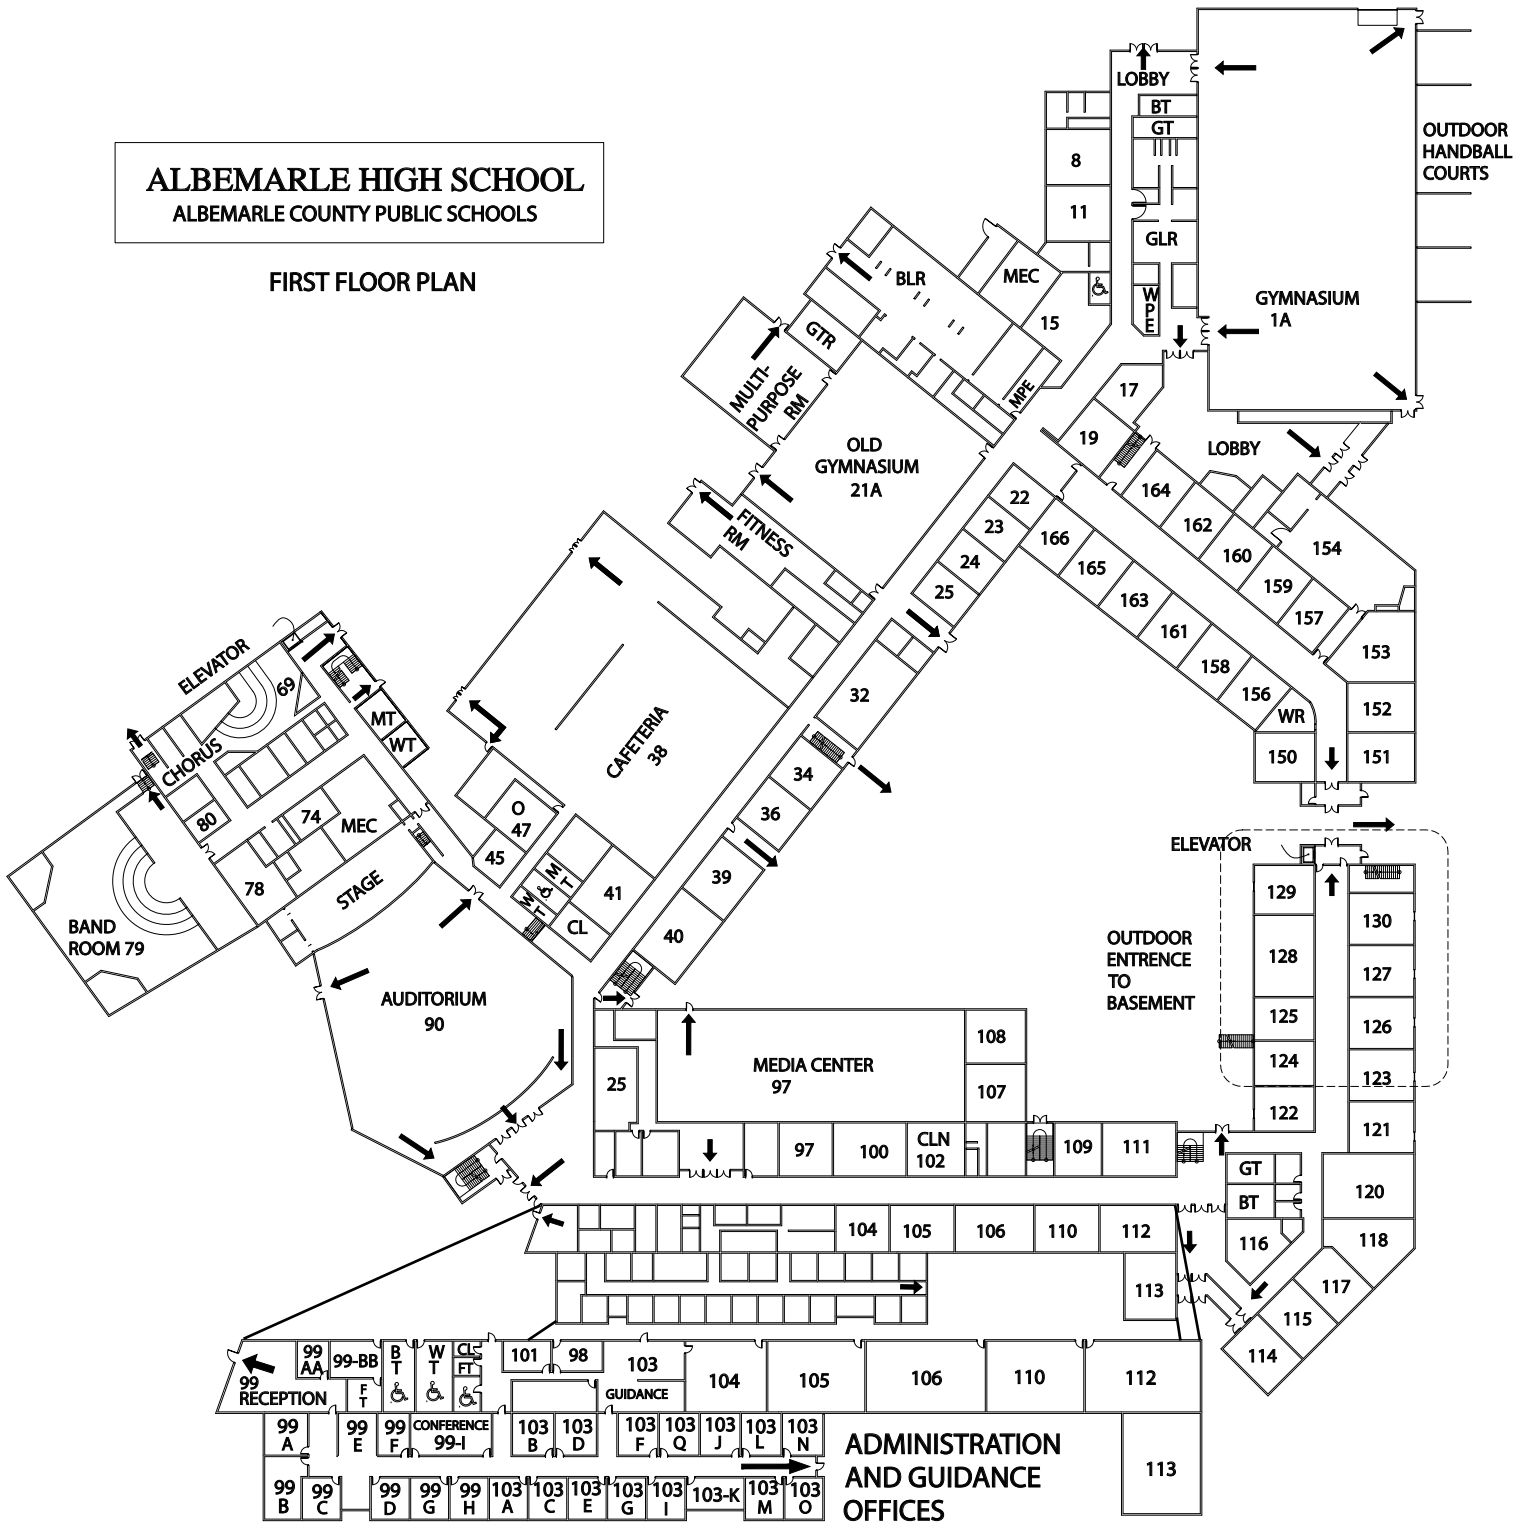 ALBEMARLE HIGH SCHOOL
ALBEMARLE COUNTY PUBLIC SCHOOLS
FIRST FLOOR PLAN
LOBBY
BT
GT
8
11
GLR
WPE
OUTDOOR
HANDBALL
COURTS
GYMNASIUM
1A
BLR
MEC
15
GTR
MULTI-
PURPOSE
RM
MPE
17
19
OLD
GYMNASIUM
21A
LOBBY
FITNESS
RM
22
23
24
25
164
162
160
159
157
154
166
165
163
161
158
156
WR
153
152
150
151
ELEVATOR
69
MT
WT
CHORUS
80
74
MEC
78
STAGE
BAND
ROOM 79
CAFETERIA
38
32
34
36
39
40
O
47
45
MT
WT
41
CL
AUDITORIUM
90
ELEVATOR
129
130
128
127
125
126
124
123
122
121
OUTDOOR
ENTRENCE
TO
BASEMENT
25
MEDIA CENTER
97
108
107
97
100
CLN
102
109
111
GT
BT
120
116
118
117
115
114
104
105
106
110
112
113
99
AA
99-BB
FT
BT
WT
CL
FT
101
98
103
GUIDANCE
104
105
106
110
112
99
RECEPTION
99
A
99
E
99
F
CONFERENCE
99-I
103
B
103
D
103
F
103
Q
103
J
103
L
103
N
99
B
99
C
99
D
99
G
99
H
103
A
103
C
103
E
103
G
103
I
103-K
103
M
103
O
113
ADMINISTRATION
AND GUIDANCE
OFFICES